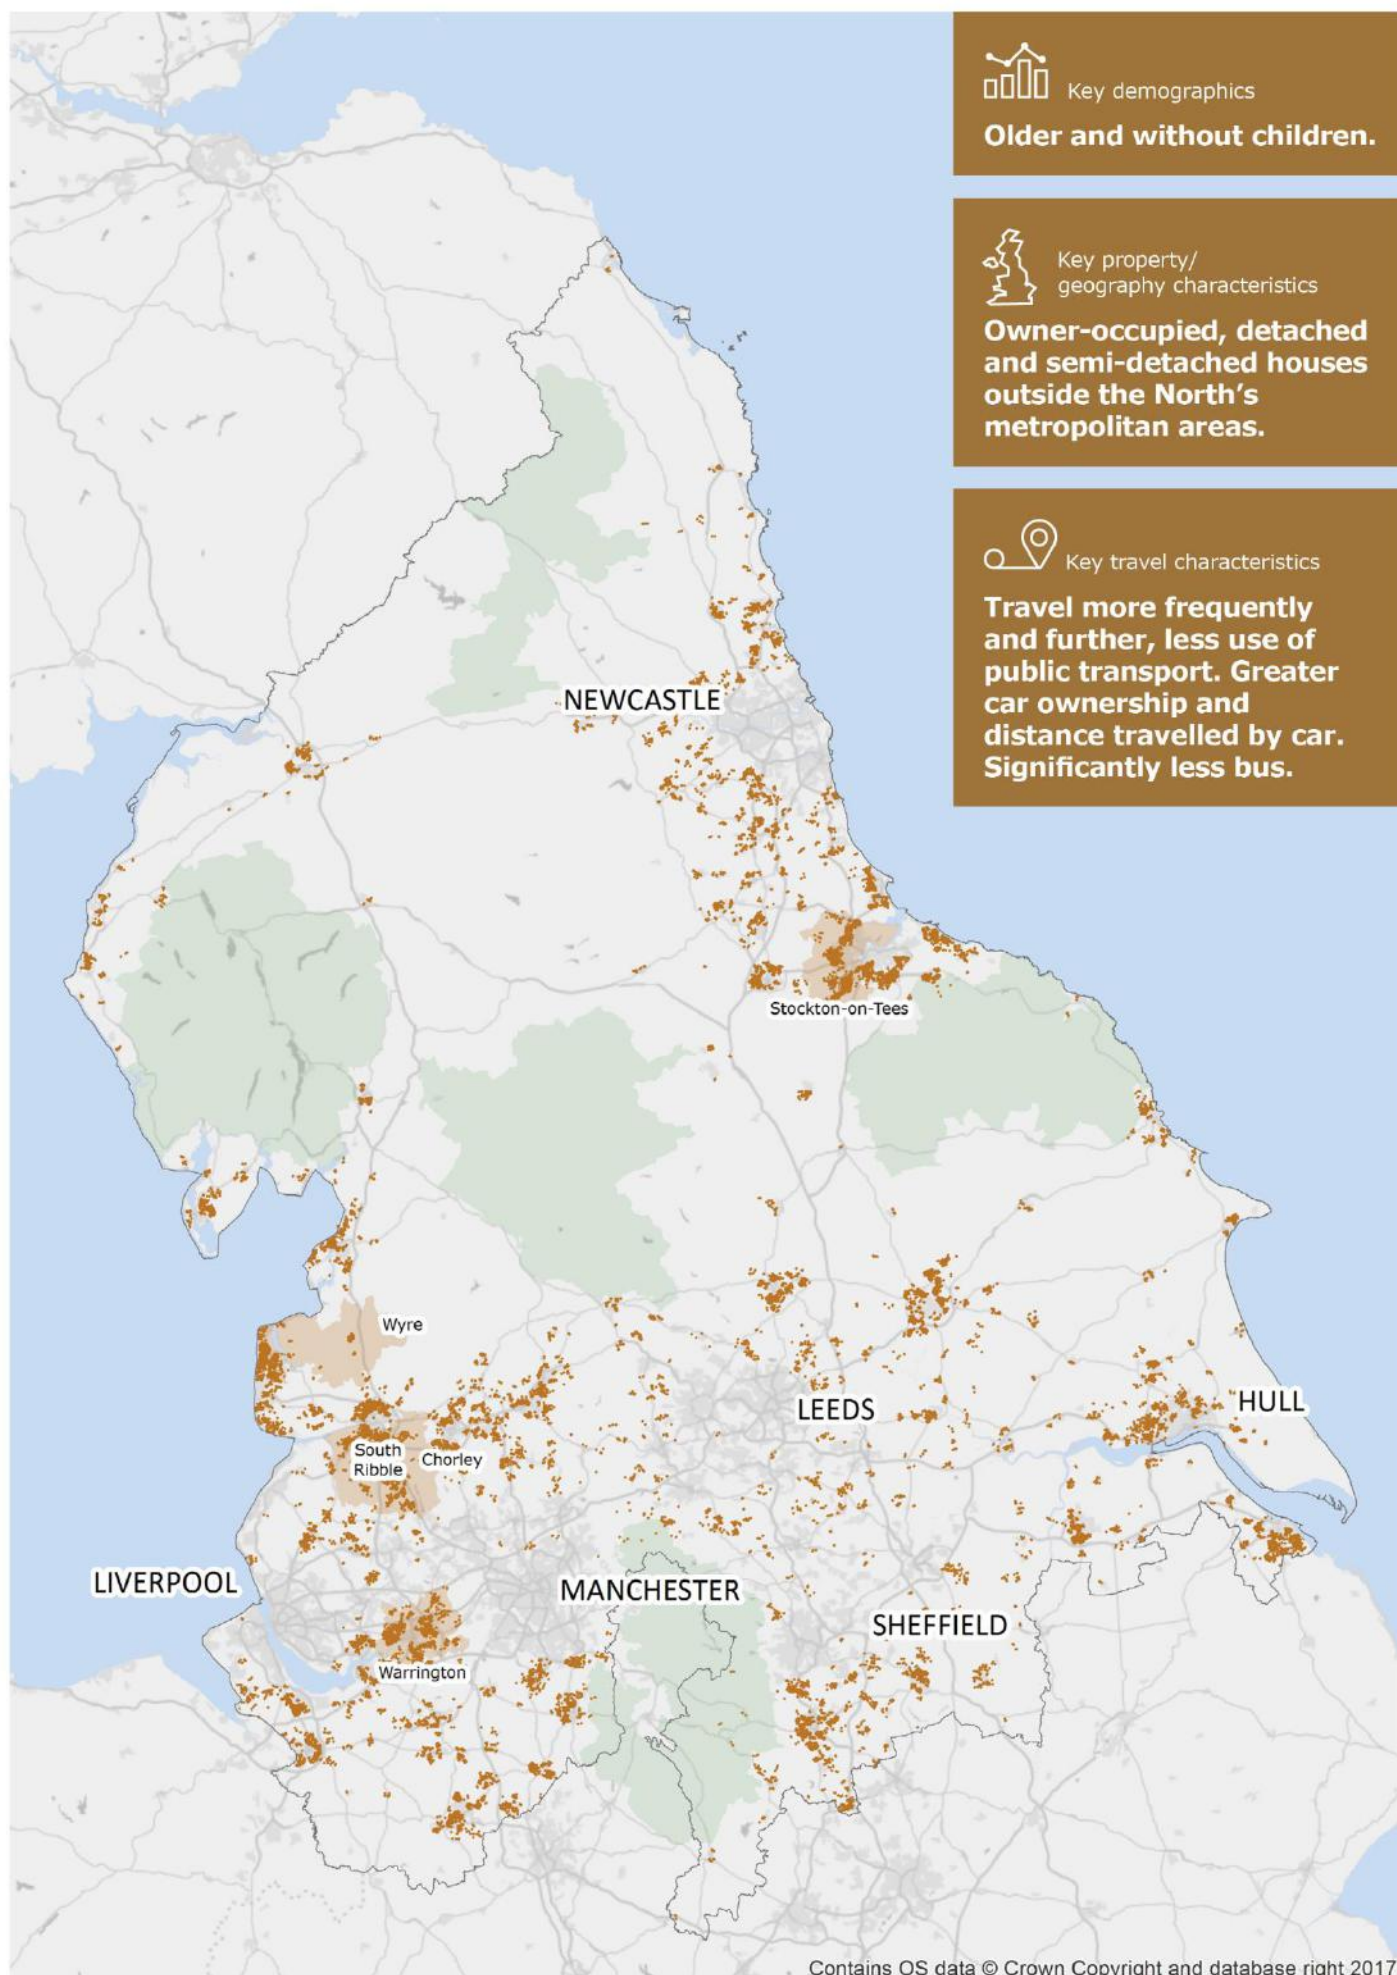 Key demographics
Older and without children.
Key property/
geography characteristics
Owner-occupied, detached
and semi-detached houses
outside the North's
metropolitan areas.
Key travel characteristics
Travel more frequently
and further, less use of
public transport. Greater
car ownership and
distance travelled by car.
Significantly less bus.
NEWCASTLE
Stockton-on-Tees
Wyre
LEEDS
HULL
South
Ribble
Chorley
LIVERPOOL
MANCHESTER
SHEFFIELD
Warrington
Contains OS data © Crown Copyright and database right 2017